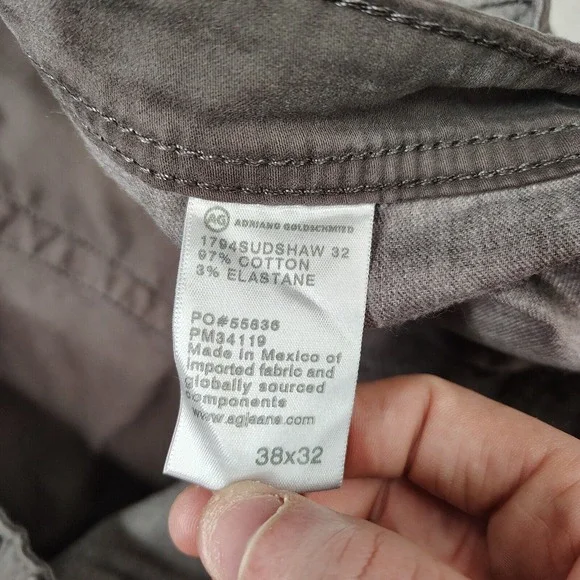 AG ADRIANO GOLDSCHMIED
1794SUDSHAW 32
97% COTTON
3% ELASTANE
PO#55836
PM34119
Made in Mexico of
imported fabric and
globally sourced
components
www.agjeans.com
38x32